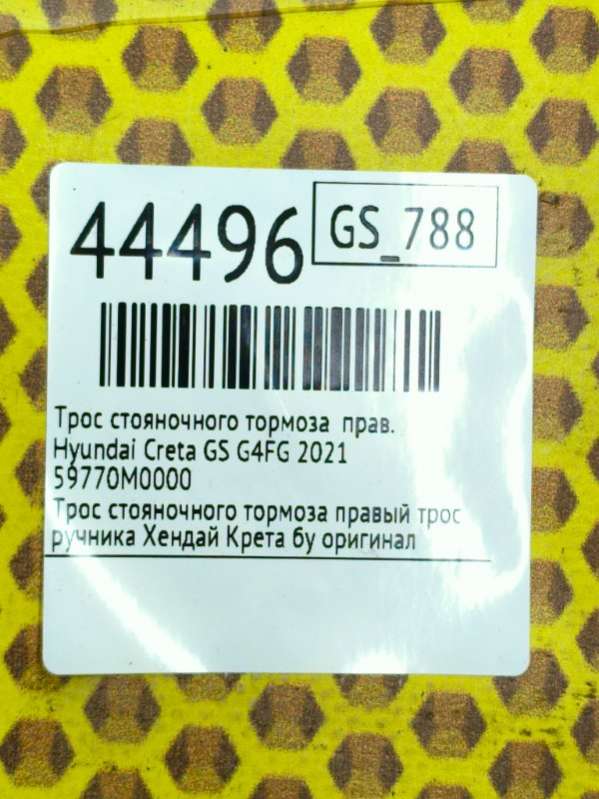 44496 GS_788
Трос стояночного тормоза прав.
Hyundai Creta GS G4FG 2021
59770M0000
Трос стояночного тормоза правый трос
ручника Хендай Крета бу оригинал